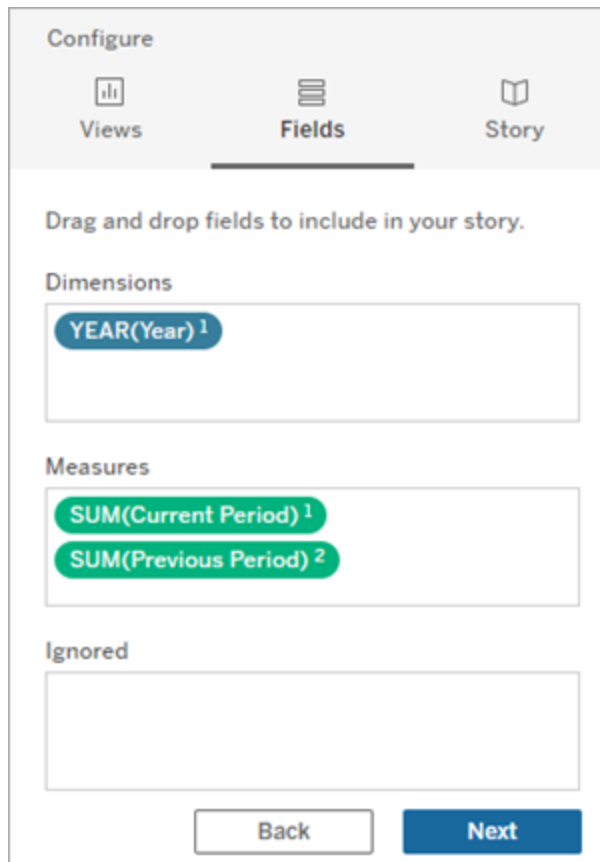 Configure
Views Fields Story
Drag and drop fields to include in your story.
Dimensions
YEAR(Year) 1
Measures
SUM(Current Period) 1
SUM(Previous Period) 2
Ignored
Back Next